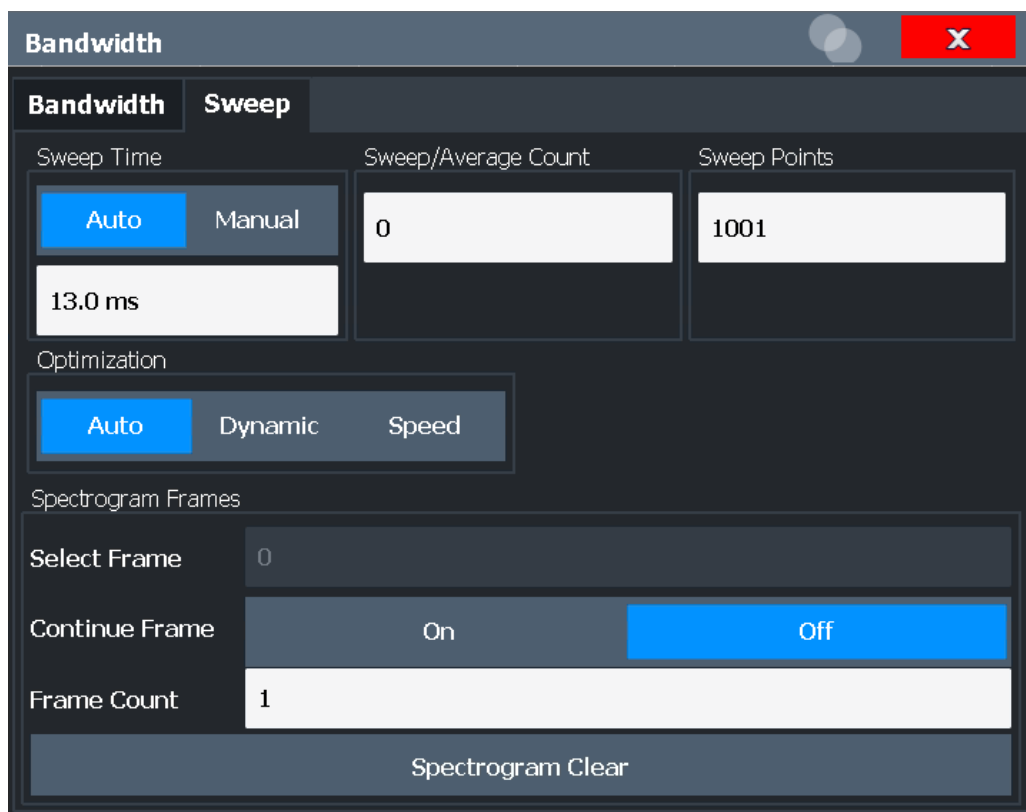 Bandwidth X
Bandwidth Sweep
Sweep Time Sweep/Average Count Sweep Points
Auto Manual 0 1001
13.0 ms
Optimization
Auto Dynamic Speed
Spectrogram Frames
Select Frame 0
Continue Frame On Off
Frame Count 1
Spectrogram Clear